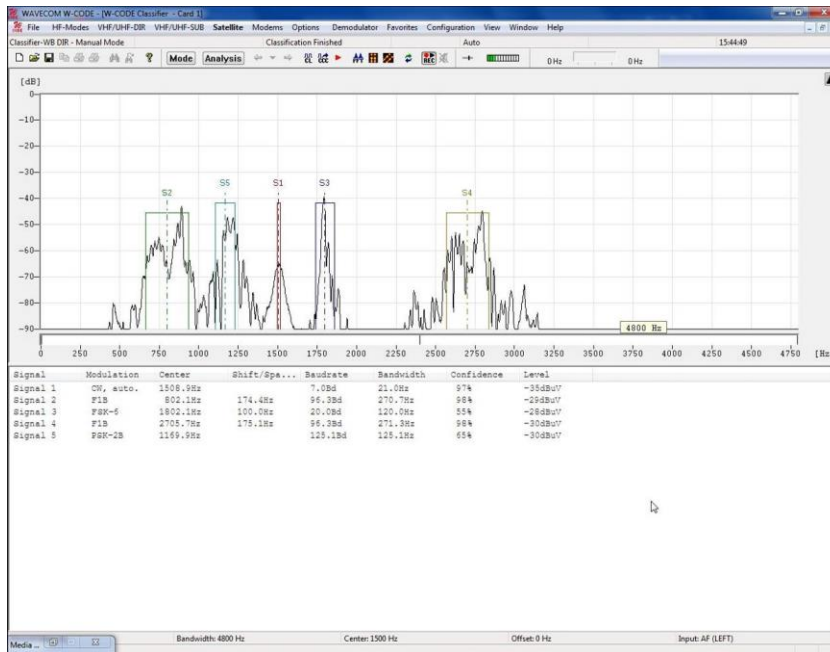 WAVECOM W-CODE - [W-CODE Classifier - Card 1]
File HF-Modes VHF/UHF-DIR VHF/UHF-SUB Satellite Modems Options Demodulator Favorites Configuration View Window Help
Classifier-WB DIR - Manual Mode Classification Finished Auto 15:44:49
Mode Analysis REC 0 Hz 0 Hz
[dB]
0
-10
-20
-30
-40
-50
-60
-70
-80
-90
S2 S5 S1 S3 S4
4800 Hz
0 250 500 750 1000 1250 1500 1750 2000 2250 2500 2750 3000 3250 3500 3750 4000 4250 4500 4750 [Hz
Signal Modulation Center Shift/Spa... Baudrate Bandwidth Confidence Level
Signal 1 CW, auto. 1508.9Hz 7.0Bd 21.0Hz 97% -35dBuV
Signal 2 F1B 802.1Hz 174.4Hz 96.3Bd 270.7Hz 98% -29dBuV
Signal 3 FSK-6 1802.1Hz 100.0Hz 20.0Bd 120.0Hz 55% -28dBuV
Signal 4 F1B 2705.7Hz 175.1Hz 96.3Bd 271.3Hz 98% -30dBuV
Signal 5 PSK-2B 1169.9Hz 125.1Bd 125.1Hz 65% -30dBuV
Media ... Bandwidth: 4800 Hz Center: 1500 Hz Offset: 0 Hz Input: AF (LEFT)